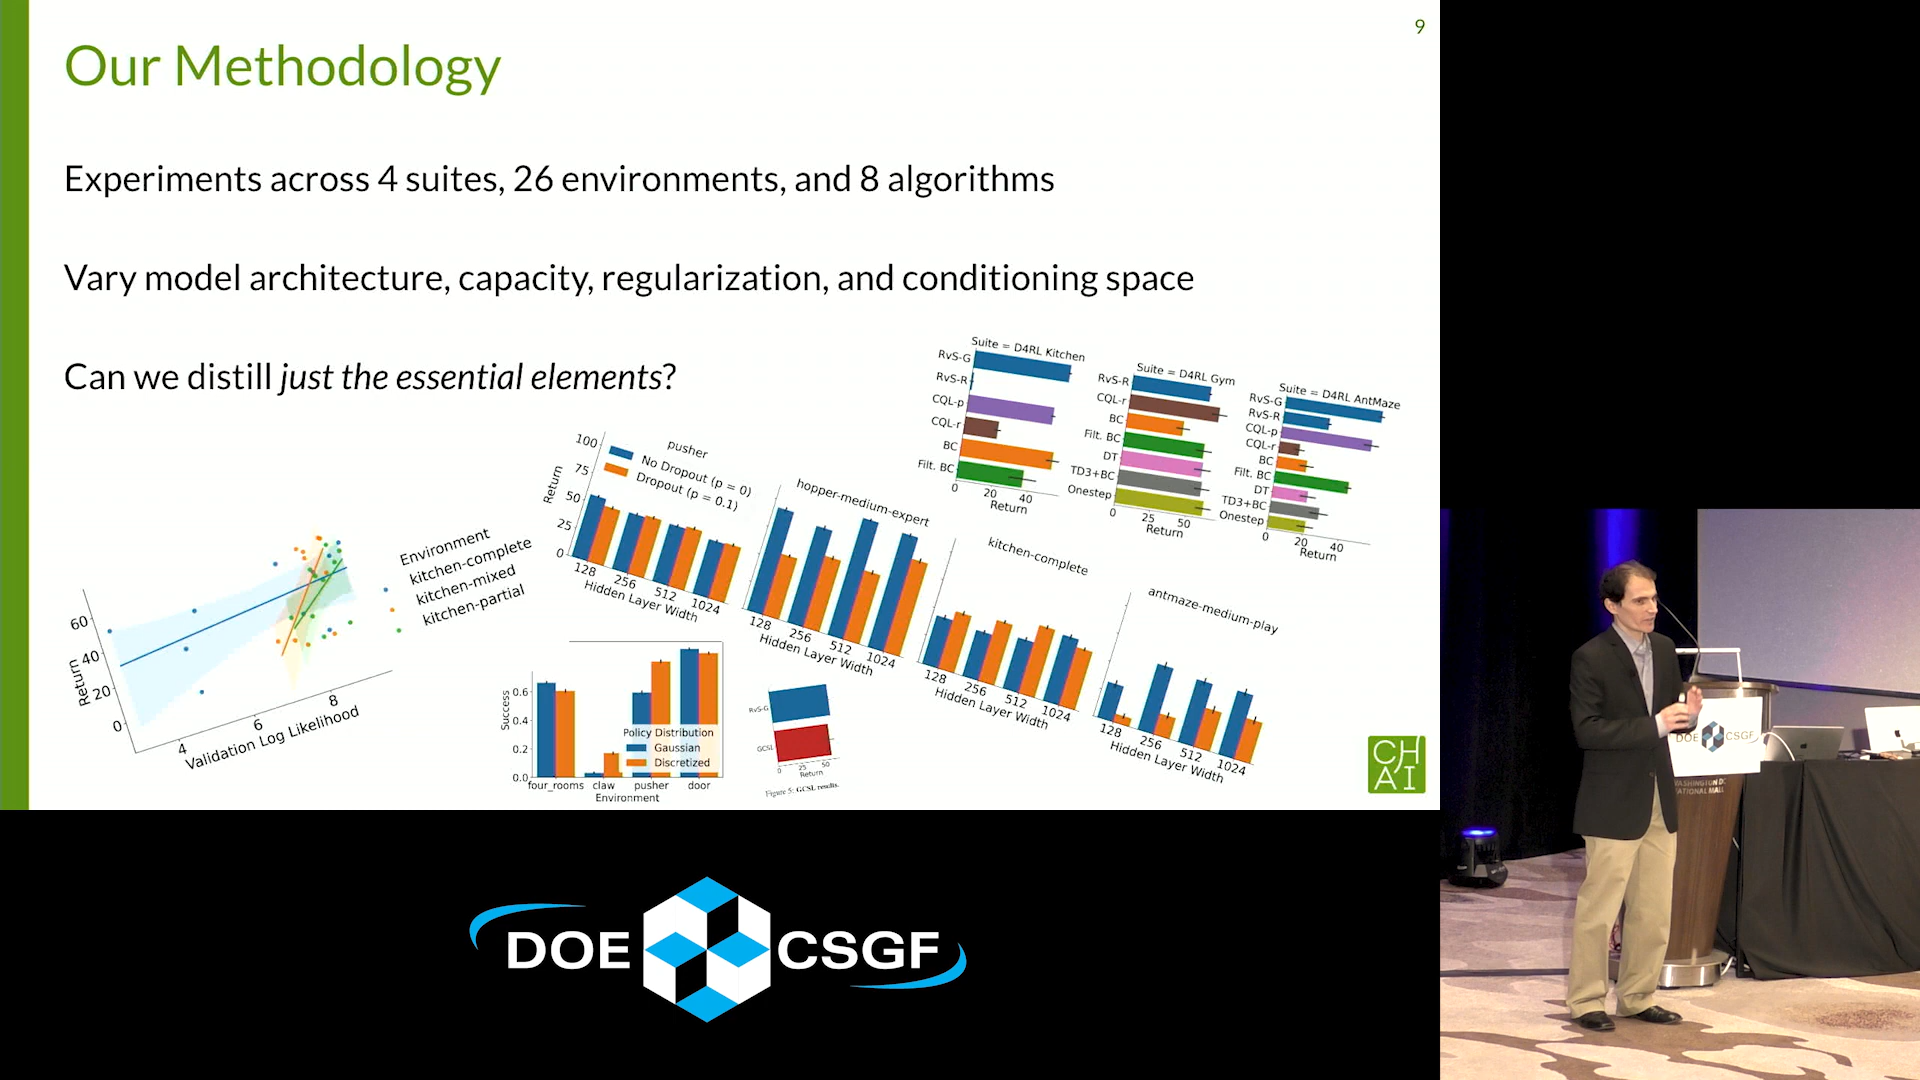 9
Our Methodology
Experiments across 4 suites, 26 environments, and 8 algorithms
Vary model architecture, capacity, regularization, and conditioning space
Can we distill just the essential elements?
Suite = D4RL Kitchen
RvS-G
RvS-R
CQL-p
CQL-r
BC
Filt. BC
0 20 40
Return
Suite = D4RL Gym
RvS-R
CQL-r
BC
Filt. BC
DT
TD3+BC
Onestep
0 25 50
Return
Suite = D4RL AntMaze
RvS-G
RvS-R
CQL-p
CQL-r
BC
Filt. BC
DT
TD3+BC
Onestep
0 20 40
Return
pusher
No Dropout (p = 0)
Dropout (p = 0.1)
Return
100
75
50
25
0
128 256 512 1024
Hidden Layer Width
hopper-medium-expert
128 256 512 1024
Hidden Layer Width
kitchen-complete
128 256 512 1024
Hidden Layer Width
antmaze-medium-play
128 256 512 1024
Hidden Layer Width
Environment
kitchen-complete
kitchen-mixed
kitchen-partial
Return
60
40
20
0
4 6 8
Validation Log Likelihood
Success
0.6
0.4
0.2
0.0
Policy Distribution
Gaussian
Discretized
four_rooms claw pusher door
Environment
RvS-G
GCSL
0 25 50
Return
Figure 5: GCSL results.
CH
AI
DOE CSGF
DOE CSGF
WASHINGTON DC
NATIONAL MALL